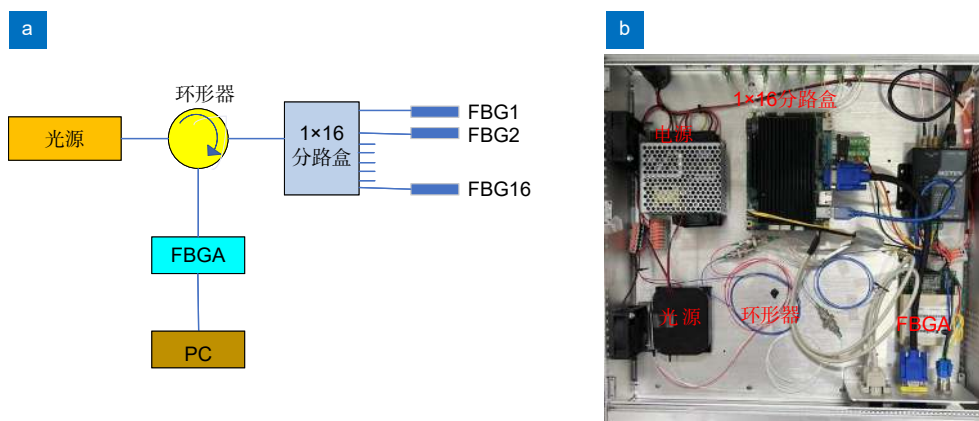 a
环形器
光源
1×16
分路盒
FBG1
FBG2
FBG16
FBGA
PC
b
1×16分路盒
电源
光源
环形器
FBGA